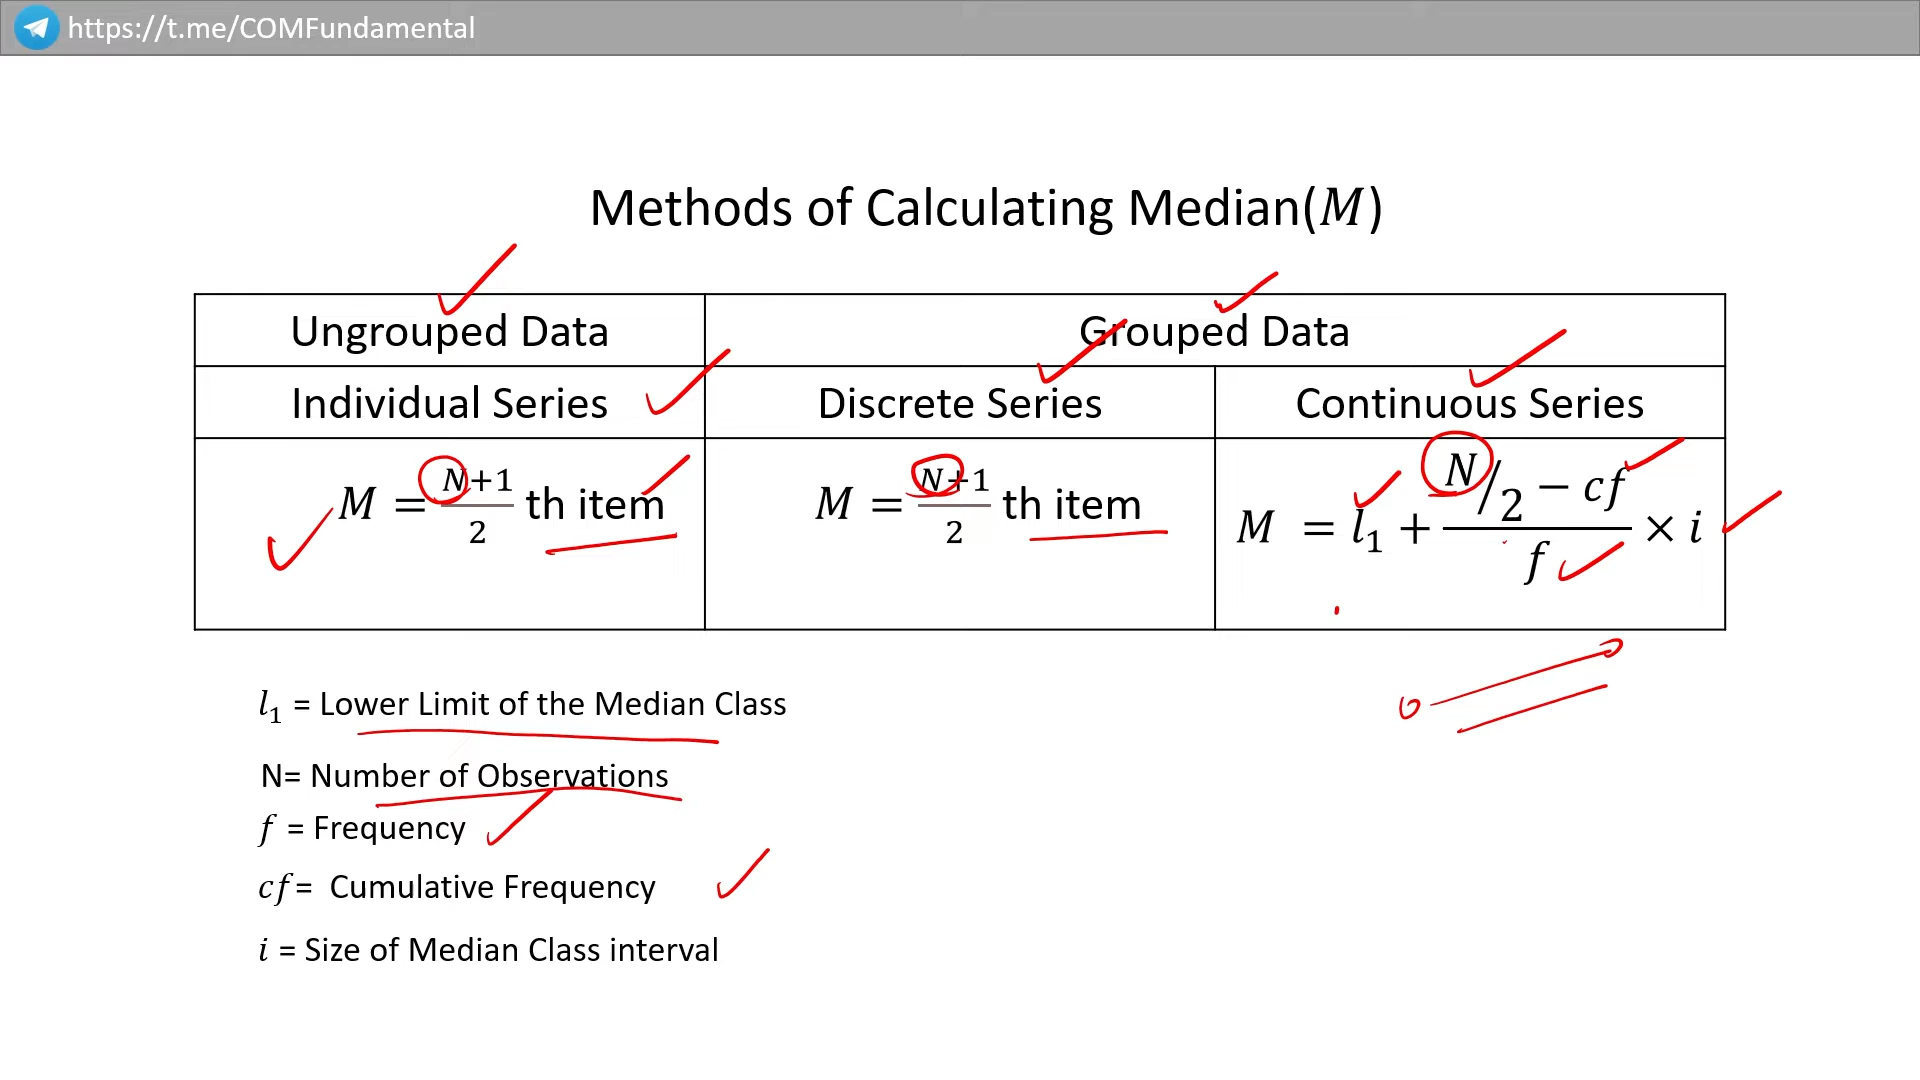 https://t.me/COMFundamental
Methods of Calculating Median(M)
Ungrouped Data
Grouped Data
Individual Series
Discrete Series
Continuous Series
M = N+1/2 th item
M = N+1/2 th item
M = l₁ + (N/2 − cf)/f × i
l₁ = Lower Limit of the Median Class
N= Number of Observations
f = Frequency
cf= Cumulative Frequency
i = Size of Median Class interval